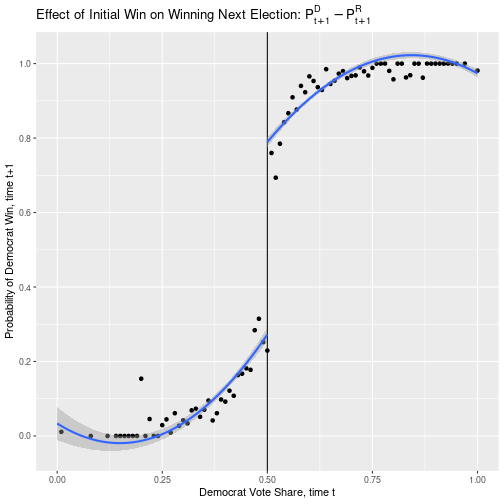 Effect of Initial Win on Winning Next Election: P^D_{t+1} − P^R_{t+1}
Probability of Democrat Win, time t+1
1.0
0.8
0.6
0.4
0.2
0.0
0.00 0.25 0.50 0.75 1.00
Democrat Vote Share, time t